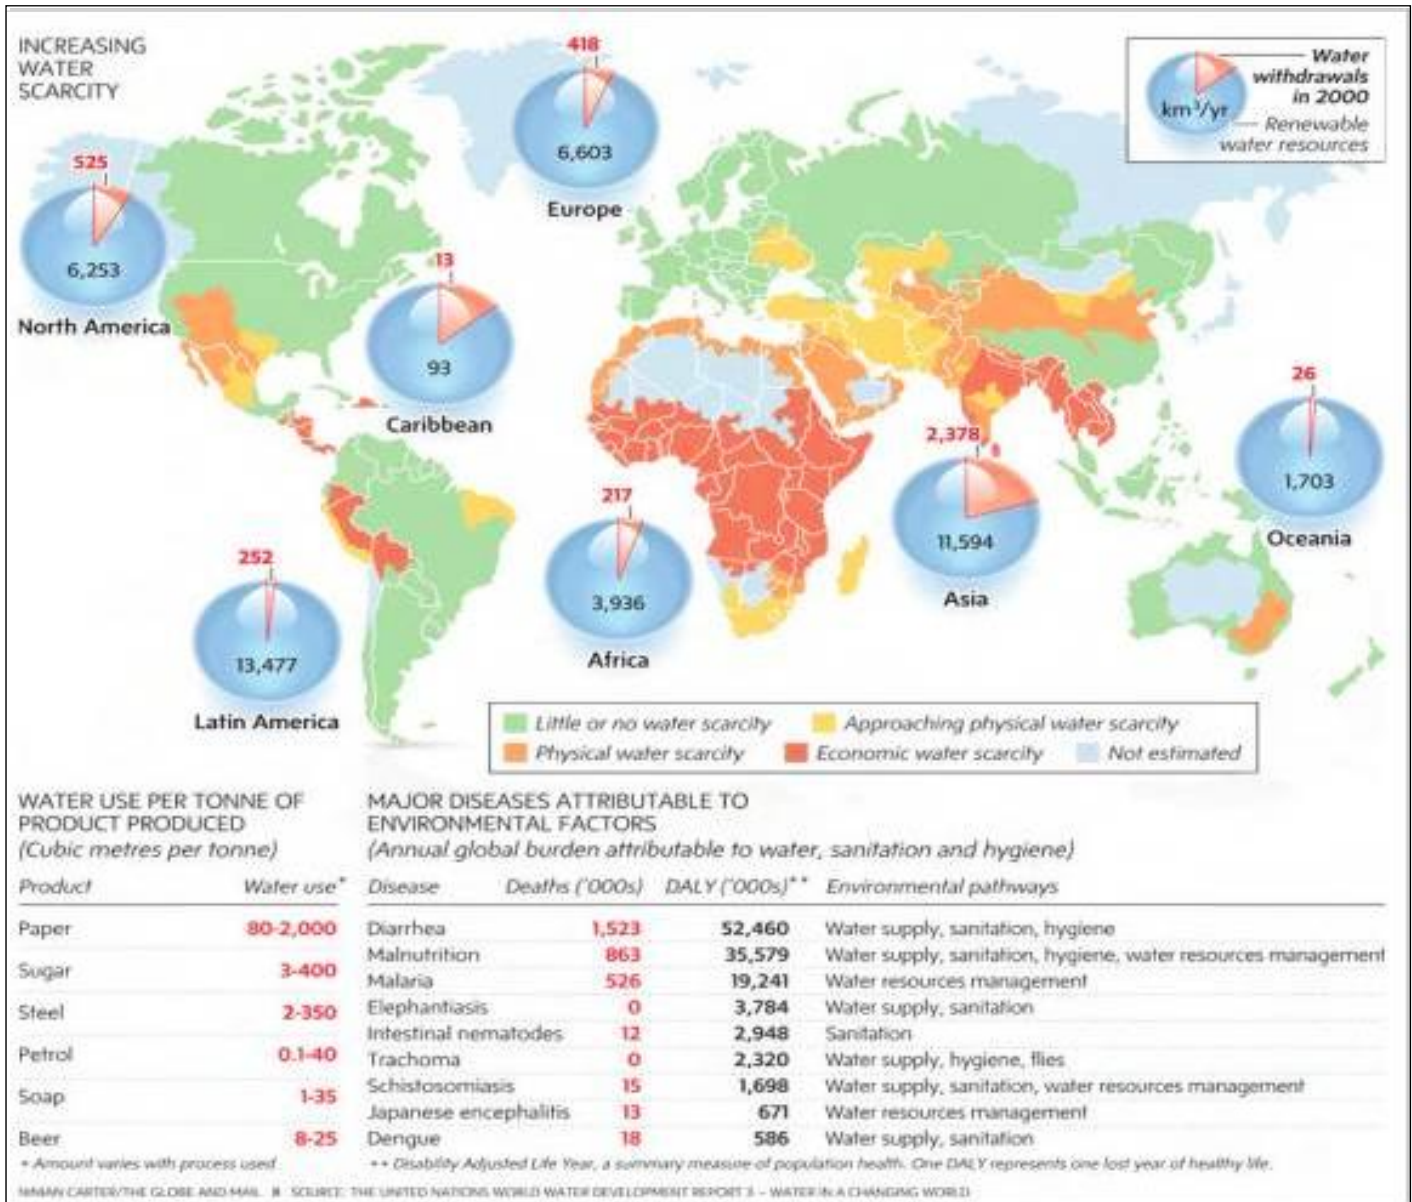 INCREASING
WATER
SCARCITY
418
6,603
Europe
Water
withdrawals
in 2000
km³/yr
Renewable
water resources
525
6,253
North America
13
93
Caribbean
26
1,703
Oceania
2,378
11,594
Asia
217
3,936
Africa
252
13,477
Latin America
Little or no water scarcity
Approaching physical water scarcity
Physical water scarcity
Economic water scarcity
Not estimated
WATER USE PER TONNE OF
PRODUCT PRODUCED
(Cubic metres per tonne)
Product Water use*
Paper 80-2,000
Sugar 3-400
Steel 2-350
Petrol 0.1-40
Soap 1-35
Beer 8-25
* Amount varies with process used
MAJOR DISEASES ATTRIBUTABLE TO
ENVIRONMENTAL FACTORS
(Annual global burden attributable to water, sanitation and hygiene)
Disease Deaths ('000s) DALY ('000s)** Environmental pathways
Diarrhea 1,523 52,460 Water supply, sanitation, hygiene
Malnutrition 863 35,579 Water supply, sanitation, hygiene, water resources management
Malaria 526 19,241 Water resources management
Elephantiasis 0 3,784 Water supply, sanitation
Intestinal nematodes 12 2,948 Sanitation
Trachoma 0 2,320 Water supply, hygiene, flies
Schistosomiasis 15 1,698 Water supply, sanitation, water resources management
Japanese encephalitis 13 671 Water resources management
Dengue 18 586 Water supply, sanitation
** Disability Adjusted Life Year, a summary measure of population health. One DALY represents one lost year of healthy life.
NINIAN CARTER/THE GLOBE AND MAIL SOURCE: THE UNITED NATIONS WORLD WATER DEVELOPMENT REPORT 3 – WATER IN A CHANGING WORLD